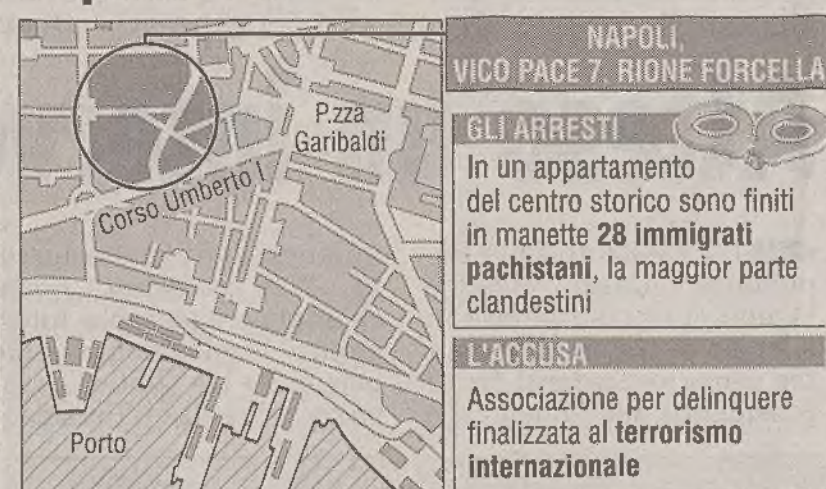 NAPOLI,
VICO PACE 7, RIONE FORCELLA
GLI ARRESTI
In un appartamento
del centro storico sono finiti
in manette 28 immigrati
pachistani, la maggior parte
clandestini
L'ACCUSA
Associazione per delinquere
finalizzata al terrorismo
internazionale
P.zza
Garibaldi
Corso Umberto I
Porto